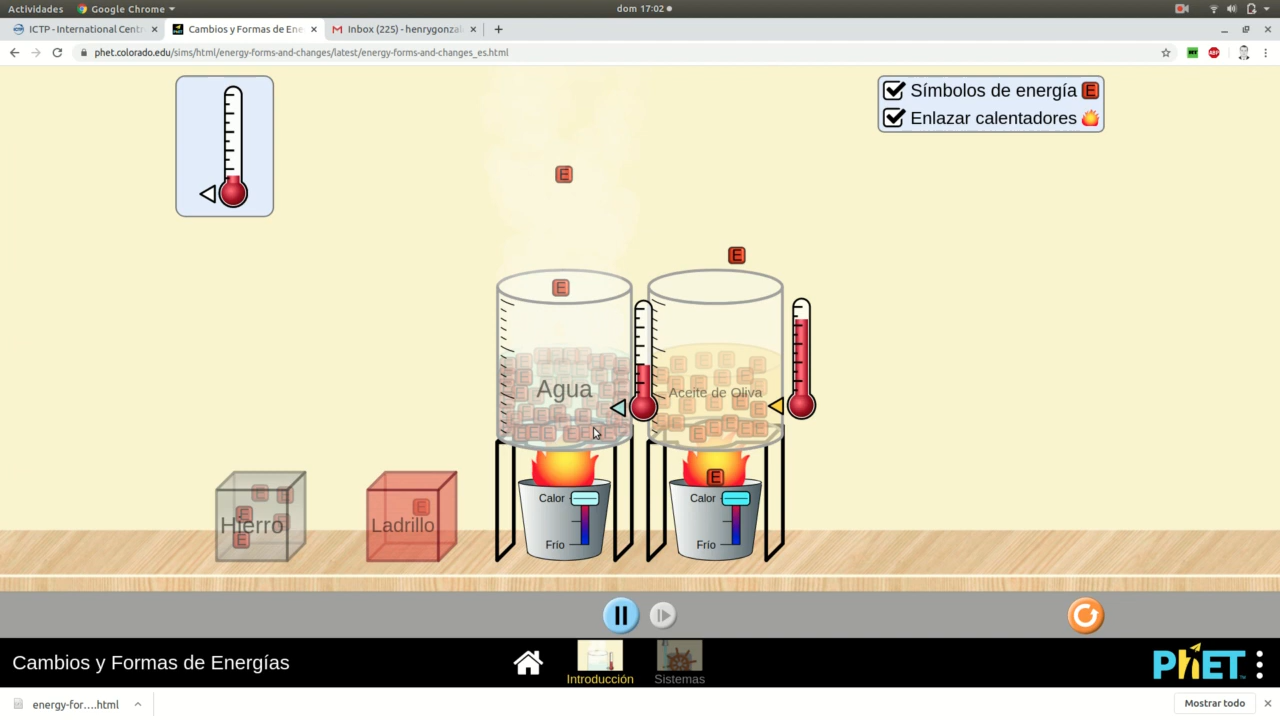 Actividades
Google Chrome
dom 17:02
ICTP - International Centr
Cambios y Formas de Ene
Inbox (225) - henrygonza
phet.colorado.edu/sims/html/energy-forms-and-changes/latest/energy-forms-and-changes_es.html
Símbolos de energía E
Enlazar calentadores
E
E
E
Agua
Aceite de Oliva
Hierro
Ladrillo
Calor
Frío
E
Calor
Frío
Cambios y Formas de Energías
Introducción
Sistemas
PhET
energy-for....html
Mostrar todo